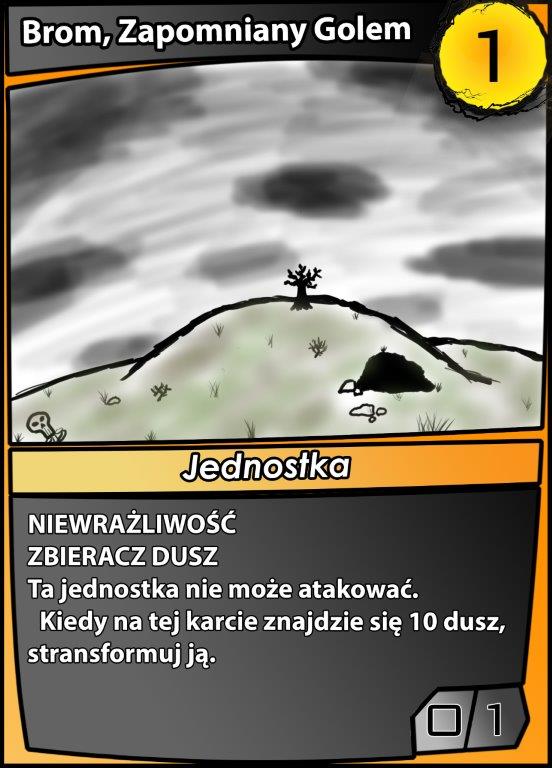 Brom, Zapomniany Golem
1
Jednostka
NIEWRAŻLIWOŚĆ
ZBIERACZ DUSZ
Ta jednostka nie może atakować.
Kiedy na tej karcie znajdzie się 10 dusz,
stransformuj ją.
□ 1